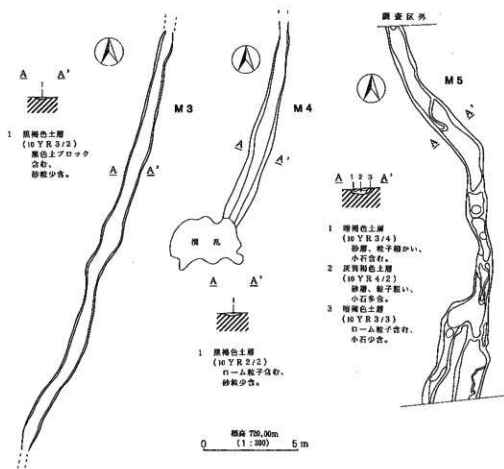 M3
A A'
1
1 黒褐色土層
(10YR3/2)
黒色土ブロック
含む、
砂粒少含。
A A'
M4
A A'
撹乱
A A'
1
1 黒褐色土層
(10YR2/2)
ローム粒子含む、
砂粒少含。
標高 720.00m
(1:200)
0 5m
調査区外
M5
A A'
A 1 2 3 A'
1 暗褐色土層
(10YR3/4)
砂層、粒子細かい、
小石含む。
2 灰黄褐色土層
(10YR4/2)
砂層、粒子粗い、
小石多含。
3 暗褐色土層
(10YR3/3)
ローム粒子含む、
小石少含。